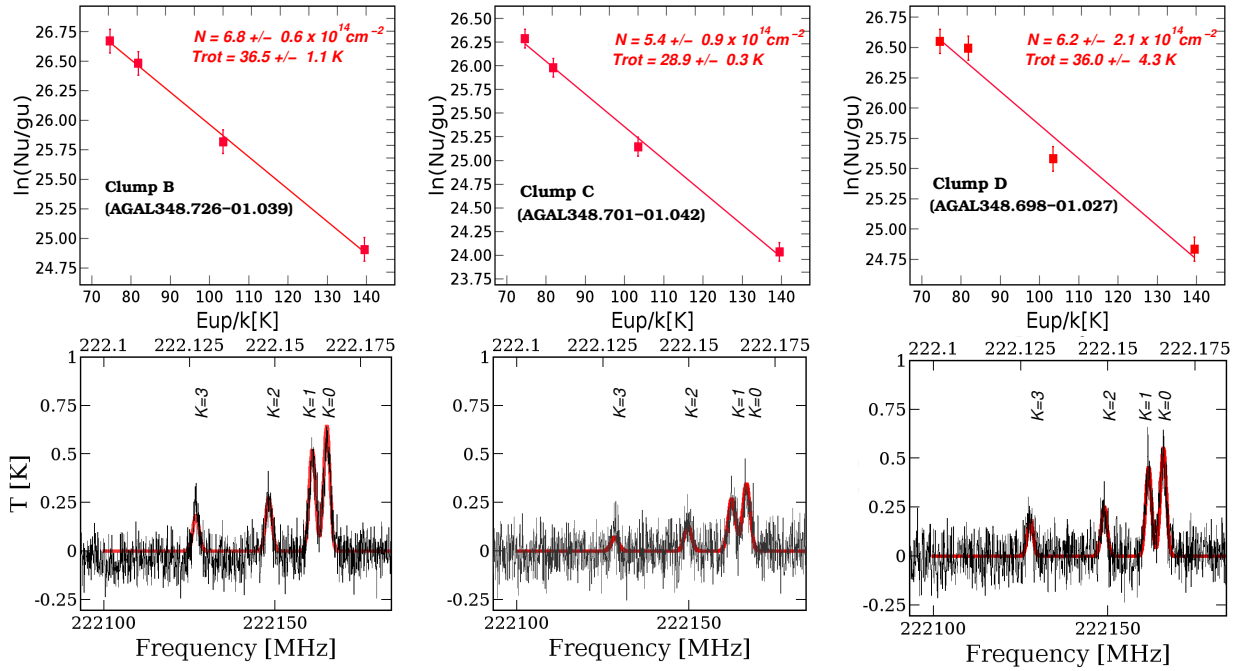 N = 6.8 +/- 0.6 x 10^14 cm^-2
Trot = 36.5 +/- 1.1 K
ln(Nu/gu)
26.75
26.50
26.25
26.00
25.75
25.50
25.25
25.00
24.75
Clump B
(AGAL348.726-01.039)
70 80 90 100 110 120 130 140
Eup/k[K]
N = 5.4 +/- 0.9 x 10^14 cm^-2
Trot = 28.9 +/- 0.3 K
ln(Nu/gu)
26.50
26.25
26.00
25.75
25.50
25.25
25.00
24.75
24.50
24.25
24.00
23.75
Clump C
(AGAL348.701-01.042)
70 80 90 100 110 120 130 140
Eup/k[K]
N = 6.2 +/- 2.1 x 10^14 cm^-2
Trot = 36.0 +/- 4.3 K
ln(Nu/gu)
26.75
26.50
26.25
26.00
25.75
25.50
25.25
25.00
24.75
Clump D
(AGAL348.698-01.027)
70 80 90 100 110 120 130 140
Eup/k[K]
222.1 222.125 222.15 222.175
T [K]
1
0.75
0.5
0.25
0
-0.25
K=3 K=2 K=1 K=0
222100 222150
Frequency [MHz]
222.1 222.125 222.15 222.175
1
0.75
0.5
0.25
0
-0.25
K=3 K=2 K=1 K=0
222100 222150
Frequency [MHz]
222.1 222.125 222.15 222.175
1
0.75
0.5
0.25
0
-0.25
K=3 K=2 K=1 K=0
222100 222150
Frequency [MHz]